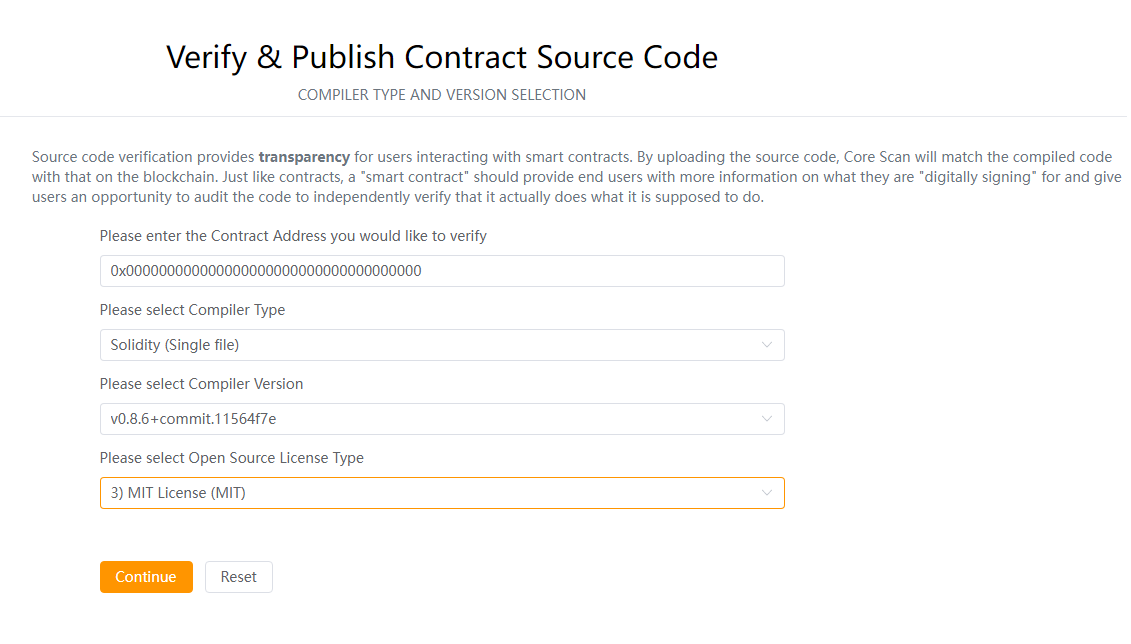 Verify & Publish Contract Source Code
COMPILER TYPE AND VERSION SELECTION
Source code verification provides transparency for users interacting with smart contracts. By uploading the source code, Core Scan will match the compiled code
with that on the blockchain. Just like contracts, a "smart contract" should provide end users with more information on what they are "digitally signing" for and give
users an opportunity to audit the code to independently verify that it actually does what it is supposed to do.
Please enter the Contract Address you would like to verify
0x0000000000000000000000000000000000000
Please select Compiler Type
Solidity (Single file)
Please select Compiler Version
v0.8.6+commit.11564f7e
Please select Open Source License Type
3) MIT License (MIT)
Continue
Reset